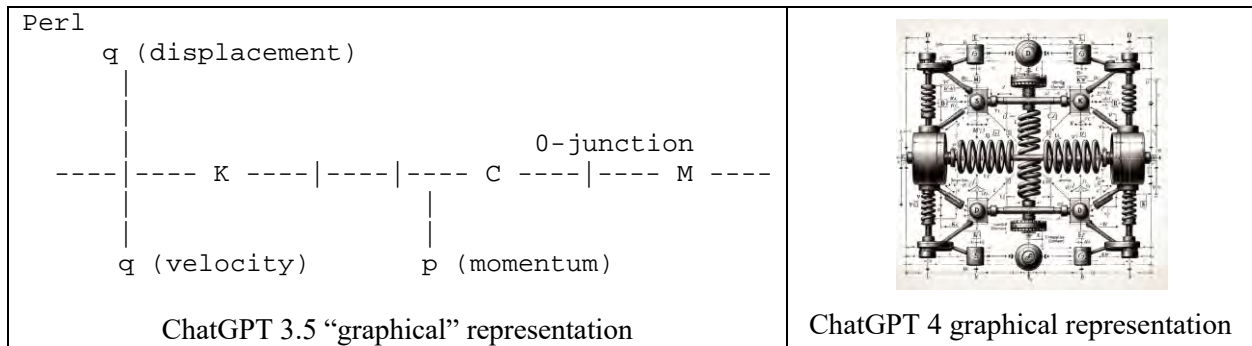 Perl
q (displacement)
0-junction
----|---- K ----|----|---- C ----|---- M ----
q (velocity) p (momentum)
ChatGPT 3.5 “graphical” representation
ChatGPT 4 graphical representation